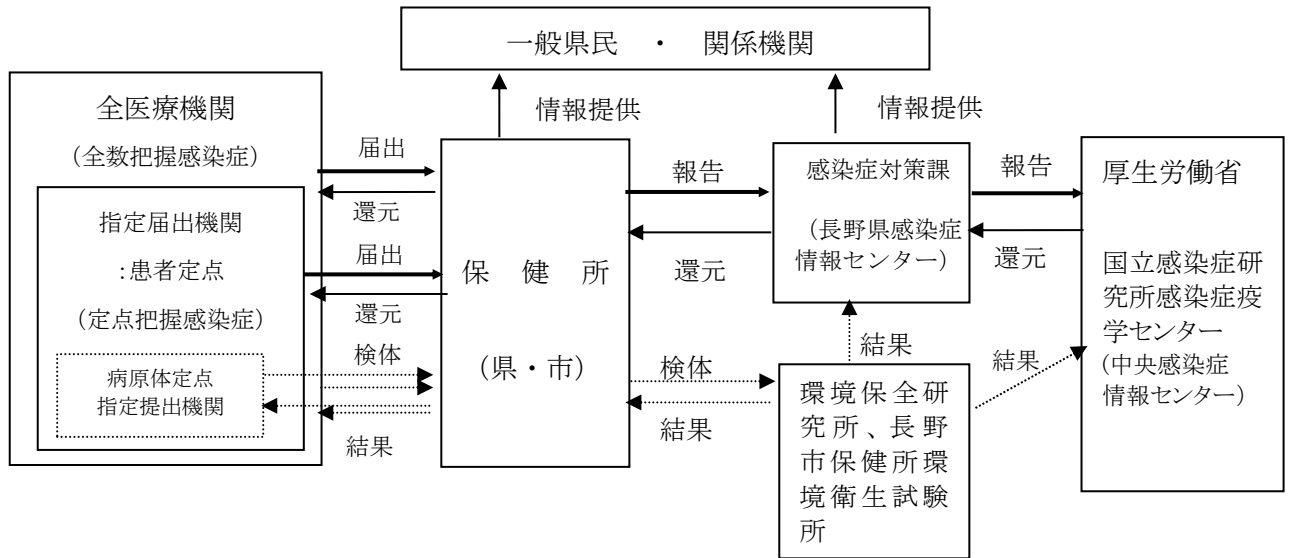 一般県民 ・ 関係機関
情報提供
情報提供
全医療機関
(全数把握感染症)
届出
還元
指定届出機関
:患者定点
(定点把握感染症)
届出
還元
病原体定点
指定提出機関
検体
結果
保健所
(県・市)
報告
還元
検体
結果
感染症対策課
(長野県感染症
情報センター)
結果
環境保全研
究所、長野
市保健所環
境衛生試験
所
報告
還元
結果
厚生労働省
国立感染症研
究所感染症疫
学センター
(中央感染症
情報センター)